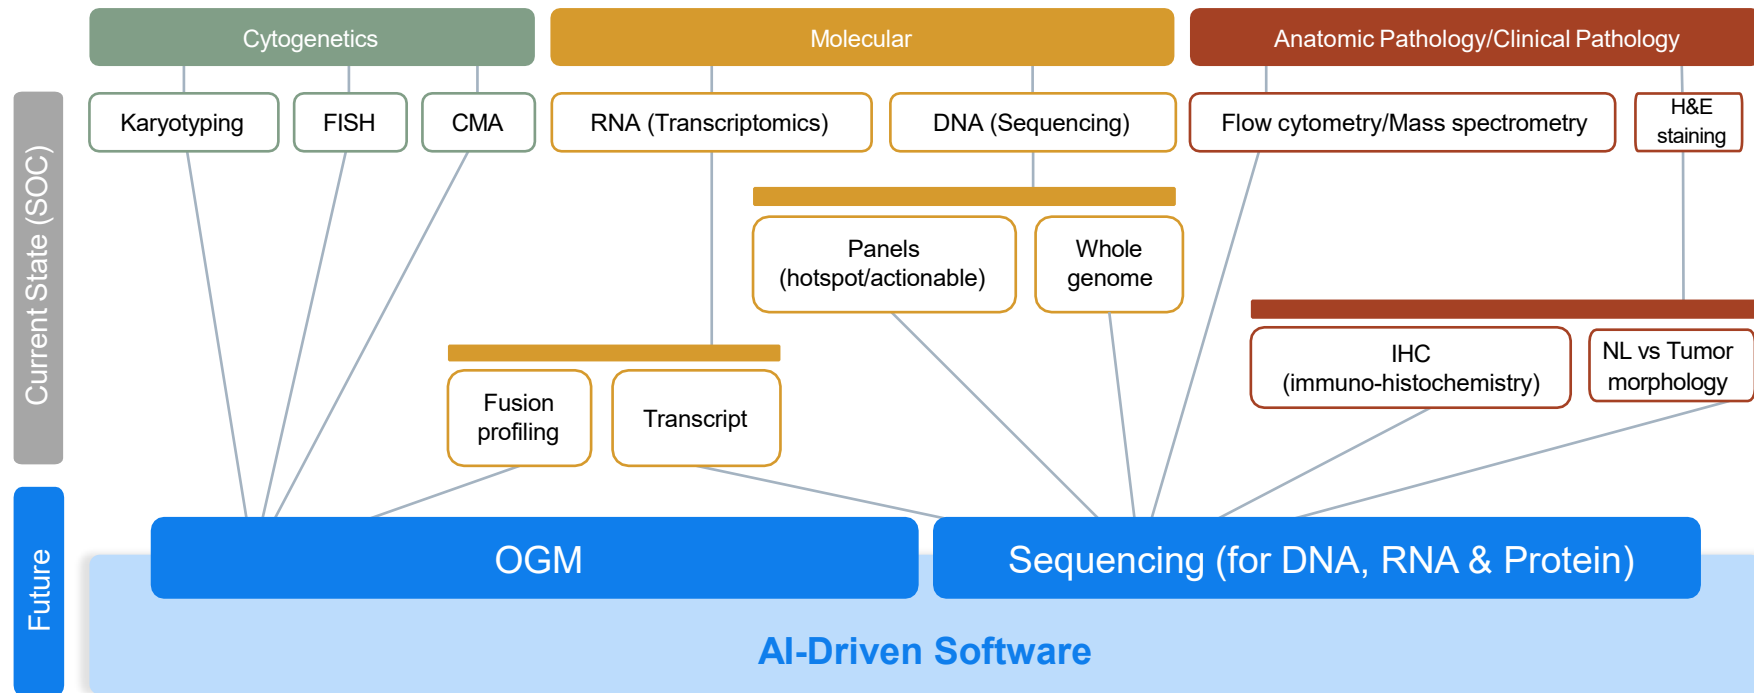 Cytogenetics
Molecular
Anatomic Pathology/Clinical Pathology
Current State (SOC)
Karyotyping
FISH
CMA
RNA (Transcriptomics)
DNA (Sequencing)
Flow cytometry/Mass spectrometry
H&E
staining
Panels
(hotspot/actionable)
Whole
genome
IHC
(immuno-histochemistry)
NL vs Tumor
morphology
Fusion
profiling
Transcript
Future
OGM
Sequencing (for DNA, RNA & Protein)
AI-Driven Software